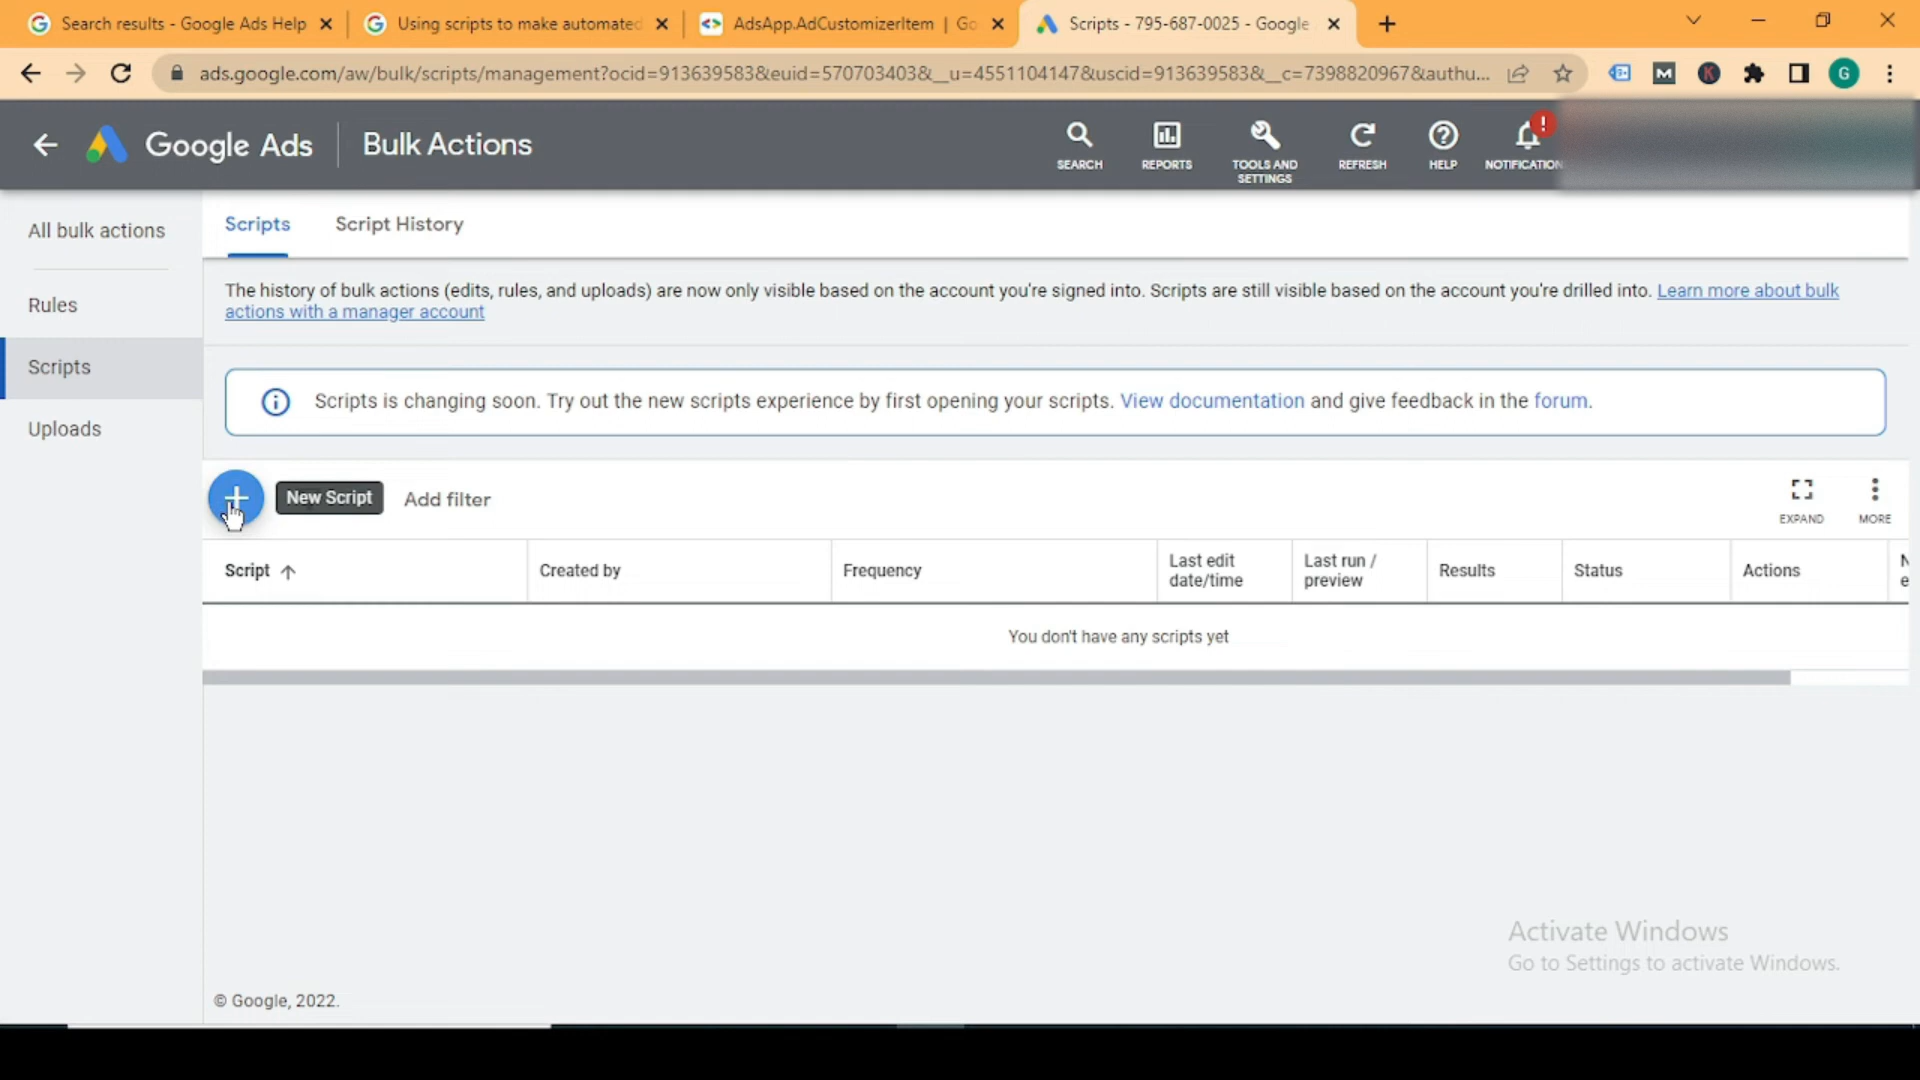 Search results - Google Ads Help
Using scripts to make automated
AdsApp.AdCustomizerItem | Go
Scripts - 795-687-0025 - Google
ads.google.com/aw/bulk/scripts/management?ocid=913639583&euid=570703403&__u=4551104147&uscid=913639583&__c=7398820967&authu...
G
Google Ads
Bulk Actions
SEARCH
REPORTS
TOOLS AND
SETTINGS
REFRESH
HELP
NOTIFICATION
All bulk actions
Rules
Scripts
Uploads
Scripts
Script History
The history of bulk actions (edits, rules, and uploads) are now only visible based on the account you're signed into. Scripts are still visible based on the account you're drilled into. Learn more about bulk
actions with a manager account
Scripts is changing soon. Try out the new scripts experience by first opening your scripts. View documentation and give feedback in the forum.
New Script
Add filter
EXPAND
MORE
Script
Created by
Frequency
Last edit
date/time
Last run /
preview
Results
Status
Actions
You don't have any scripts yet
Activate Windows
Go to Settings to activate Windows.
© Google, 2022.